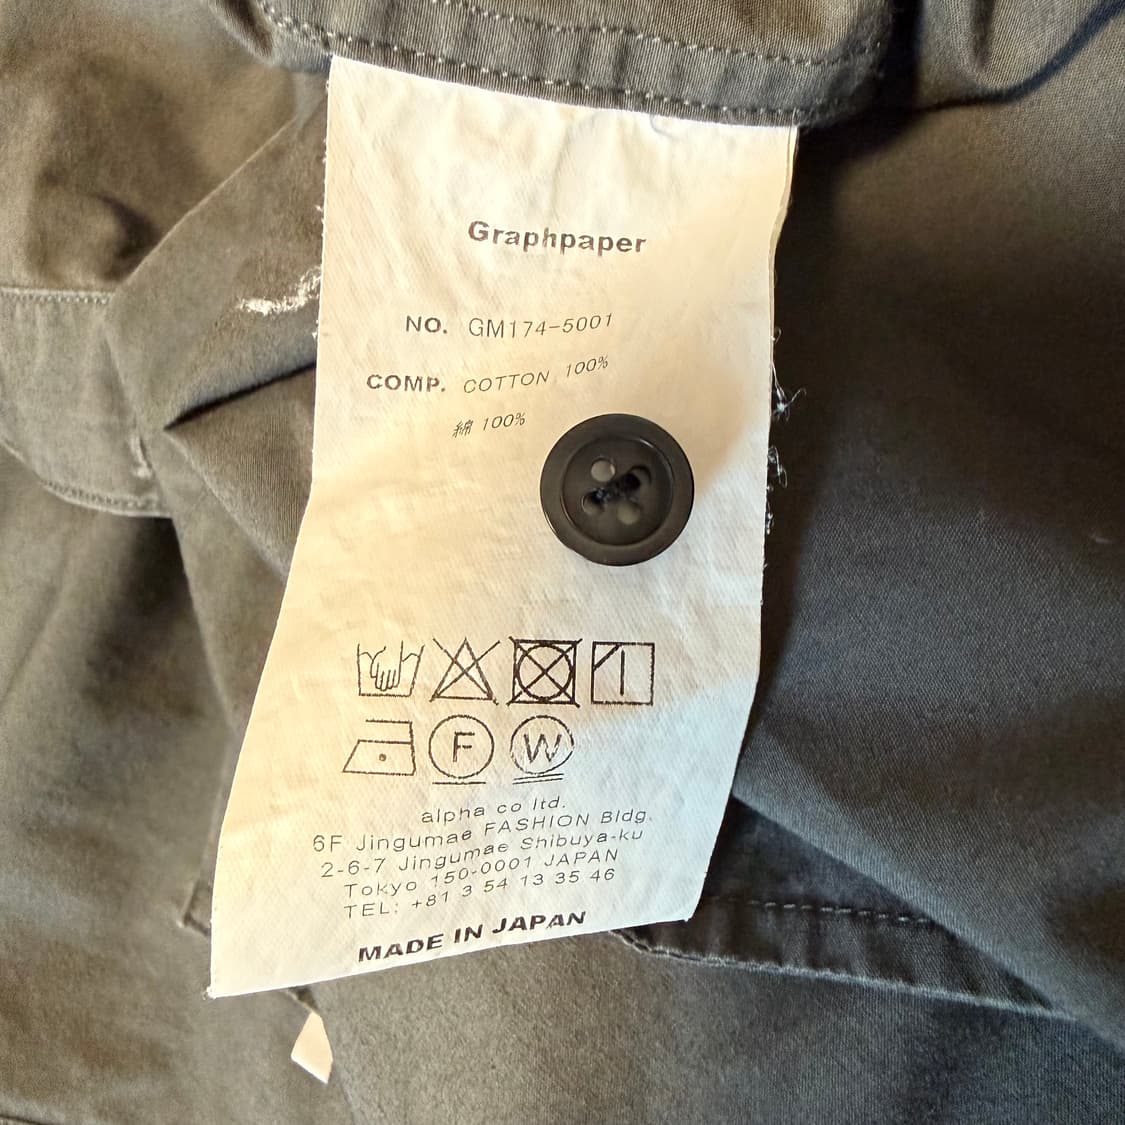 Graphpaper
NO. GM174-5001
COMP. COTTON 100%
綿 100%
F W
alpha co ltd.
6F Jingumae FASHION Bldg.
2-6-7 Jingumae Shibuya-ku
Tokyo 150-0001 JAPAN
TEL: +81 3 54 13 35 46
MADE IN JAPAN